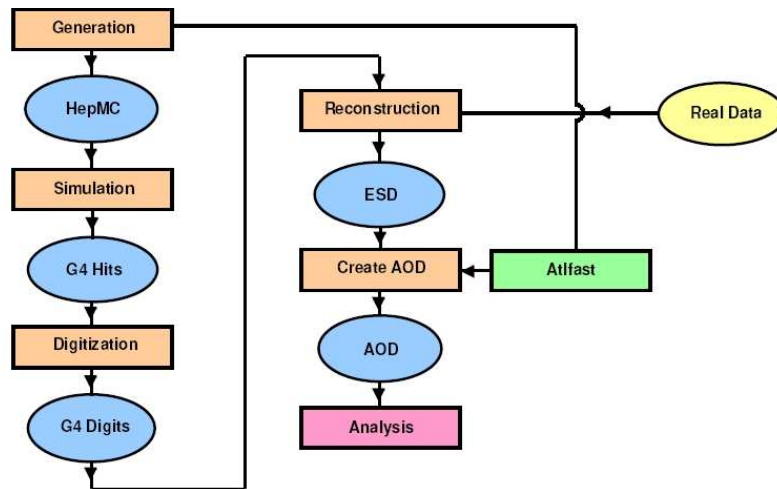 Generation
HepMC
Simulation
G4 Hits
Digitization
G4 Digits
Reconstruction
Real Data
ESD
Create AOD
Atlfast
AOD
Analysis